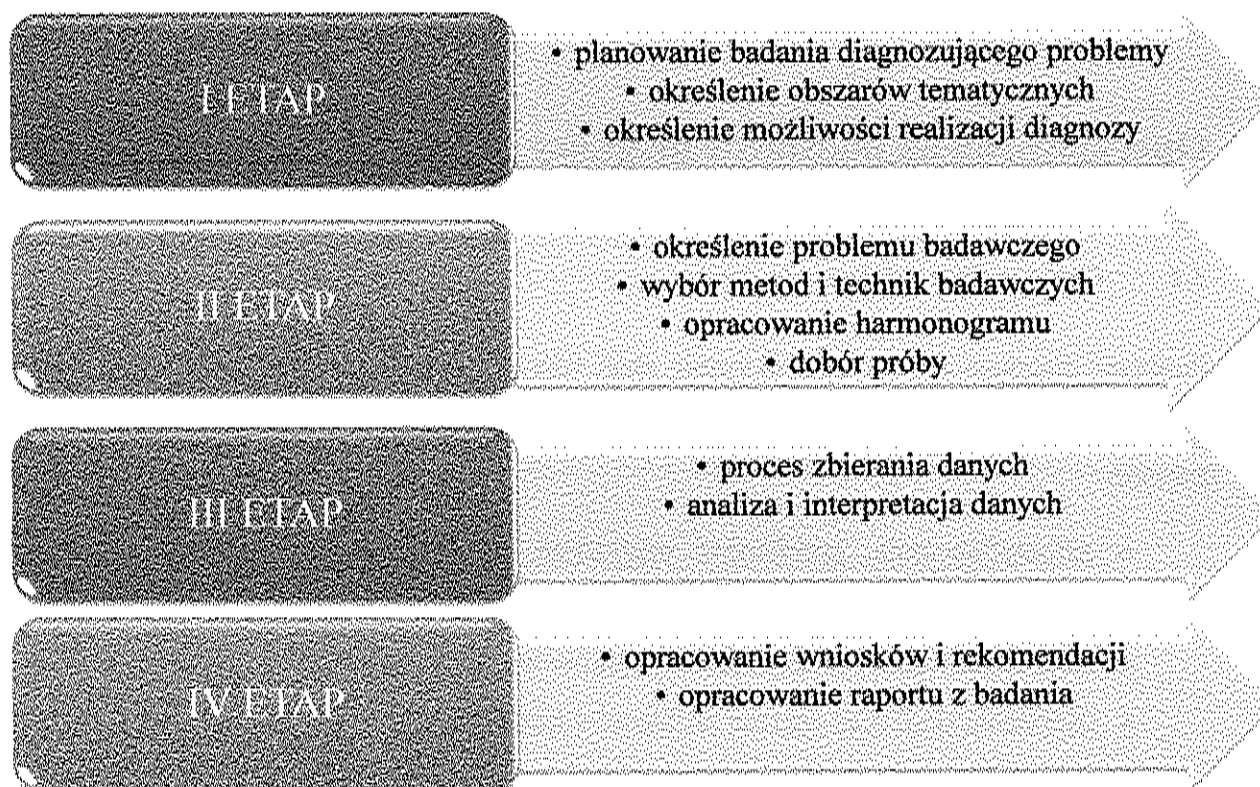 I ETAP
• planowanie badania diagnozującego problemy
• określenie obszarów tematycznych
• określenie możliwości realizacji diagnozy
II ETAP
• określenie problemu badawczego
• wybór metod i technik badawczych
• opracowanie harmonogramu
• dobór próby
III ETAP
• proces zbierania danych
• analiza i interpretacja danych
IV ETAP
• opracowanie wniosków i rekomendacji
• opracowanie raportu z badania